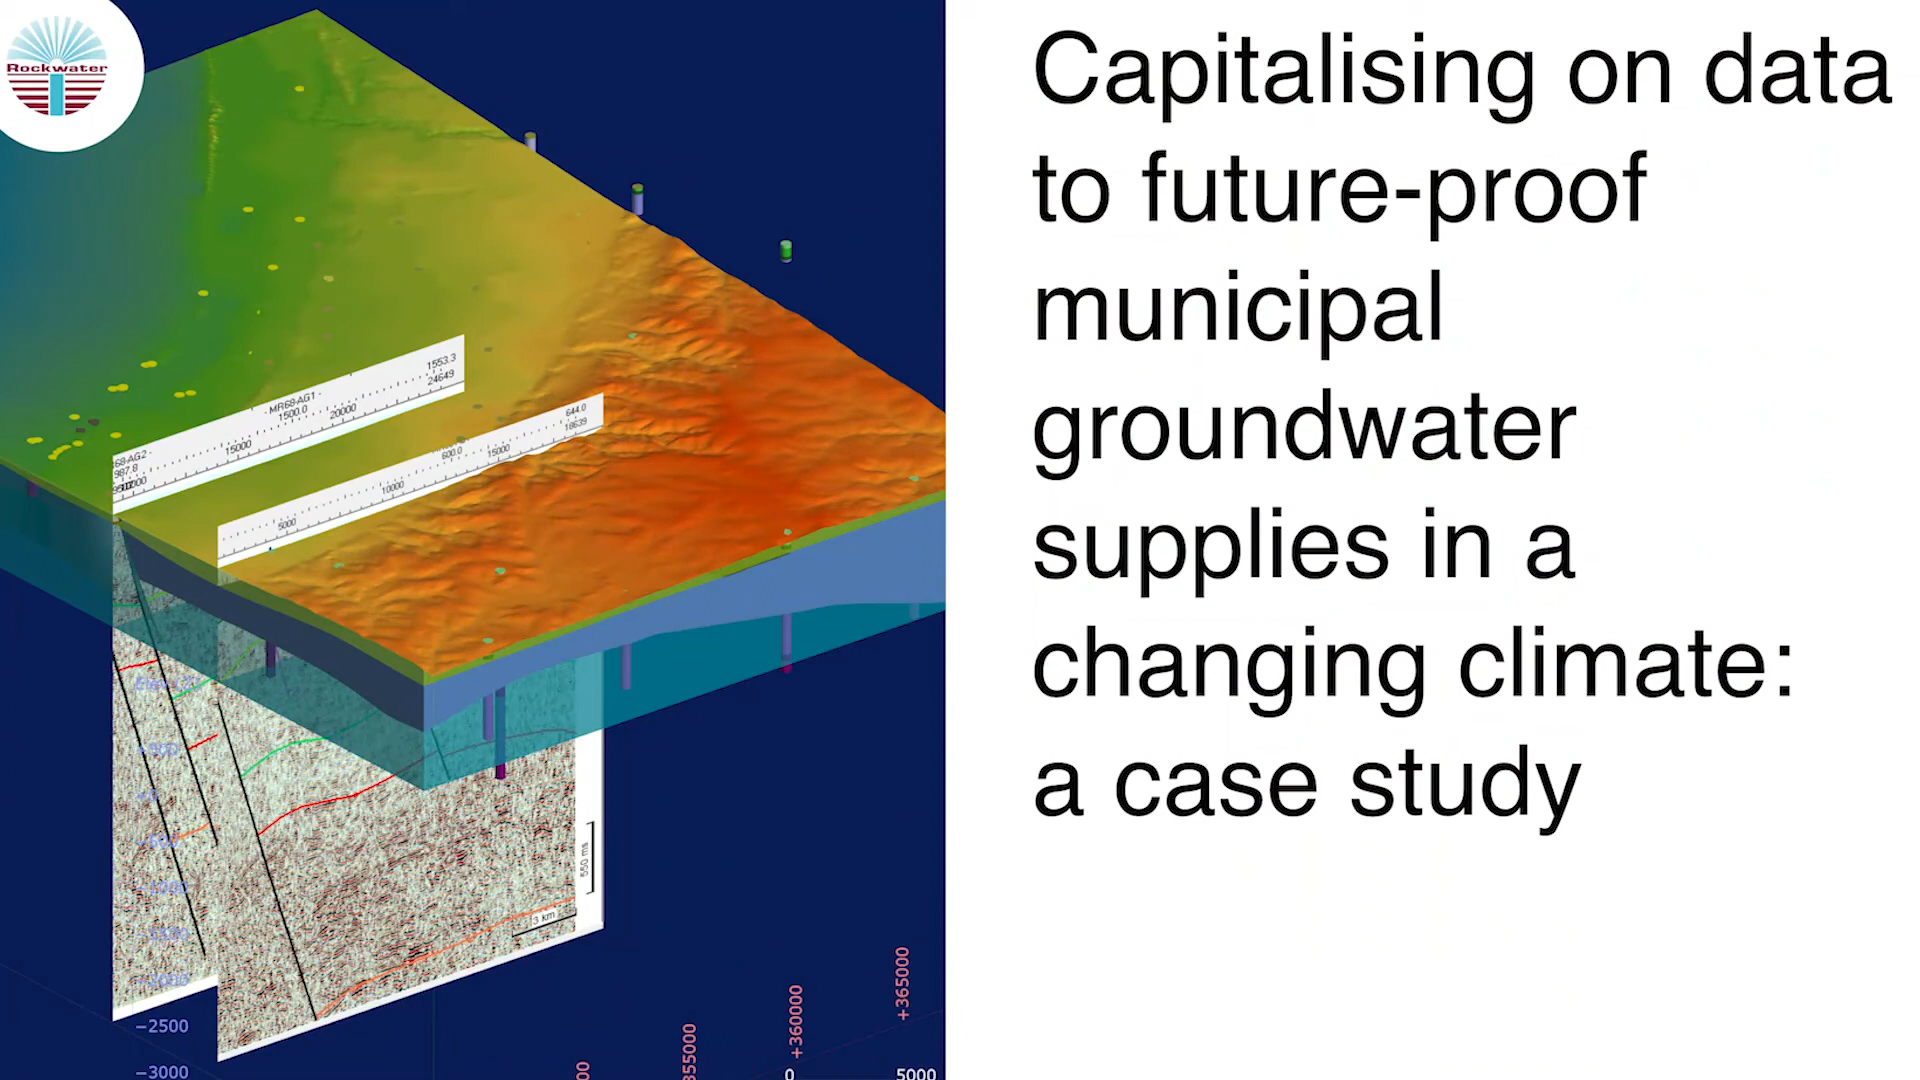 Rockwater
Capitalising on data
to future-proof
municipal
groundwater
supplies in a
changing climate:
a case study
1553.3
24649
- MR68-AG1 -
1500.0
20000
15000
68-AG2 -
987.8
644.0
18639
600.0
15000
10000
5000
550 ms
3 km
−2500
−3000
+360000
+365000
355000
00
0
5000